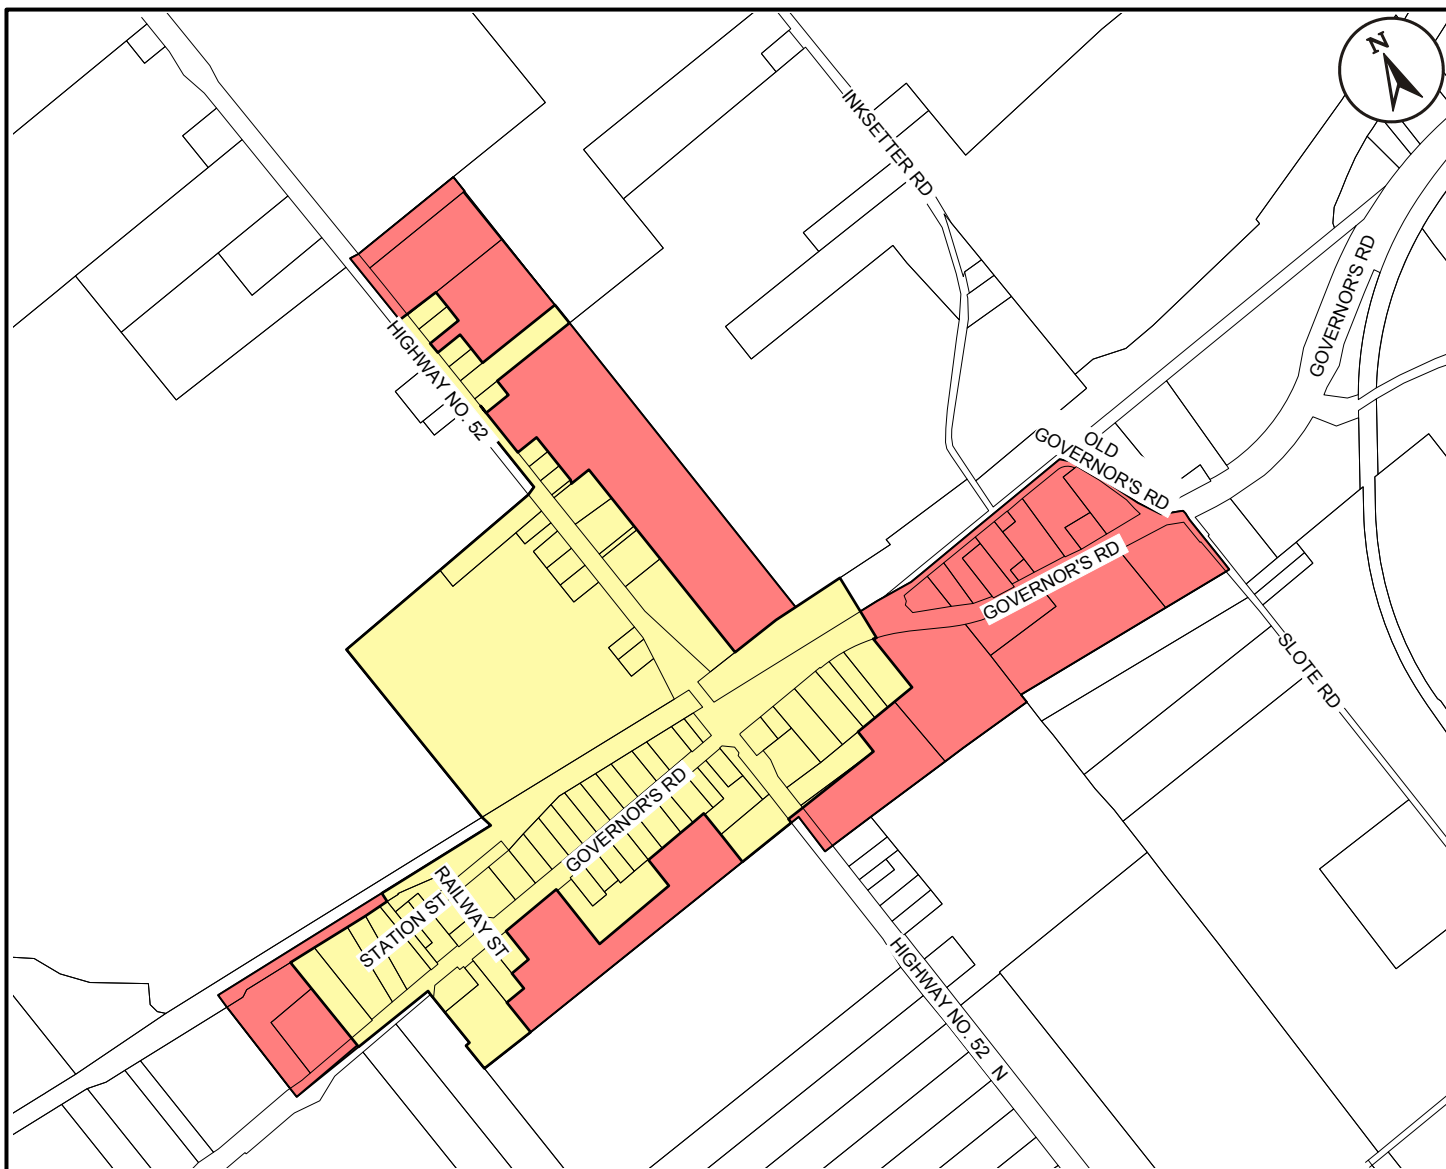 N
INKSETTER RD
GOVERNOR'S RD
HIGHWAY NO. 52
OLD
GOVERNOR'S RD
GOVERNOR'S RD
SLOTE RD
GOVERNOR'S RD
RAILWAY ST
STATION ST.
HIGHWAY NO. 52 N